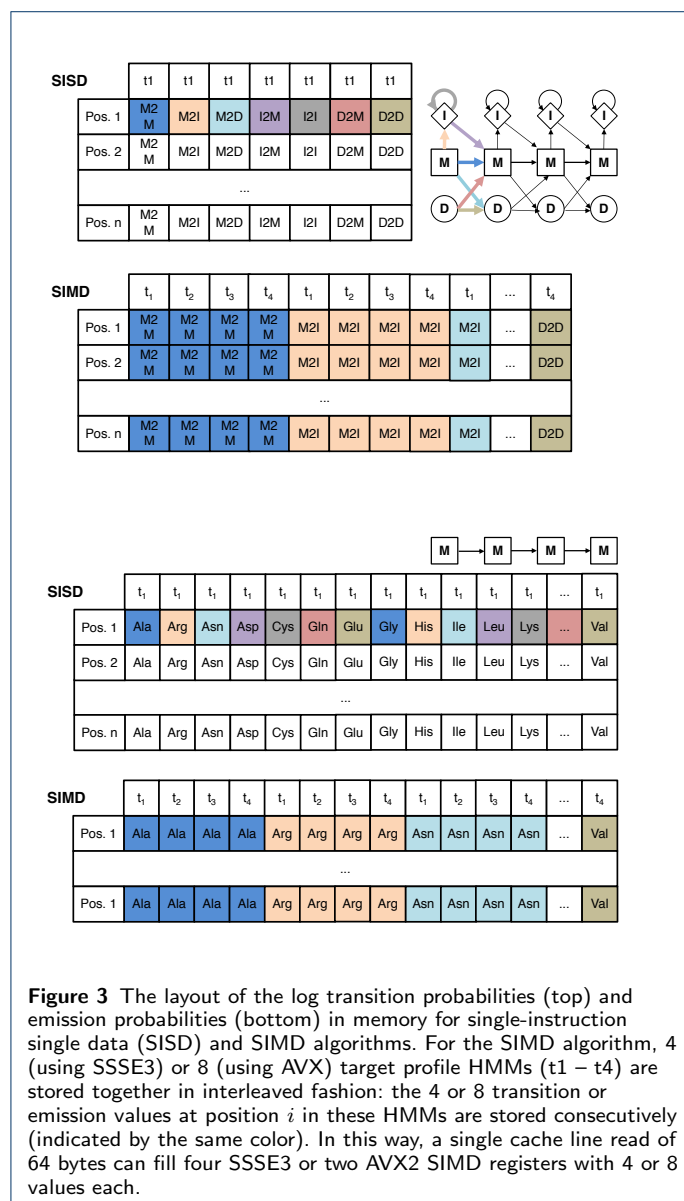 SISD t1 t1 t1 t1 t1 t1 t1
Pos. 1 M2M M2I M2D I2M I2I D2M D2D
Pos. 2 M2M M2I M2D I2M I2I D2M D2D
...
Pos. n M2M M2I M2D I2M I2I D2M D2D
I I I I
M M M M
D D D D
SIMD t1 t2 t3 t4 t1 t2 t3 t4 t1 ... t4
Pos. 1 M2M M2M M2M M2M M2I M2I M2I M2I M2I ... D2D
Pos. 2 M2M M2M M2M M2M M2I M2I M2I M2I M2I ... D2D
...
Pos. n M2M M2M M2M M2M M2I M2I M2I M2I M2I ... D2D
M M M M
SISD t1 t1 t1 t1 t1 t1 t1 t1 t1 t1 t1 t1 ... t1
Pos. 1 Ala Arg Asn Asp Cys Gln Glu Gly His Ile Leu Lys ... Val
Pos. 2 Ala Arg Asn Asp Cys Gln Glu Gly His Ile Leu Lys ... Val
...
Pos. n Ala Arg Asn Asp Cys Gln Glu Gly His Ile Leu Lys ... Val
SIMD t1 t2 t3 t4 t1 t2 t3 t4 t1 t2 t3 t4 ... t4
Pos. 1 Ala Ala Ala Ala Arg Arg Arg Arg Asn Asn Asn Asn ... Val
...
Pos. 1 Ala Ala Ala Ala Arg Arg Arg Arg Asn Asn Asn Asn ... Val
Figure 3 The layout of the log transition probabilities (top) and
emission probabilities (bottom) in memory for single-instruction
single data (SISD) and SIMD algorithms. For the SIMD algorithm, 4
(using SSSE3) or 8 (using AVX) target profile HMMs (t1 – t4) are
stored together in interleaved fashion: the 4 or 8 transition or
emission values at position i in these HMMs are stored consecutively
(indicated by the same color). In this way, a single cache line read of
64 bytes can fill four SSSE3 or two AVX2 SIMD registers with 4 or 8
values each.